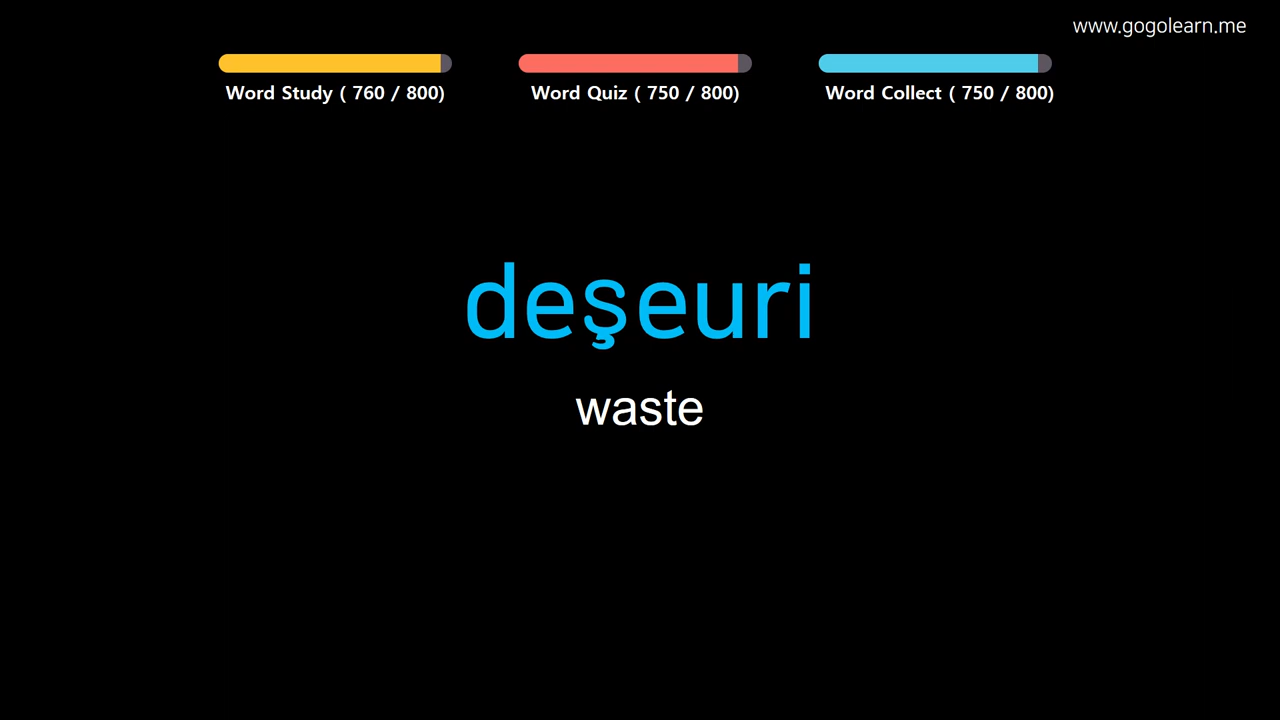 www.gogolearn.me
Word Study ( 760 / 800)
Word Quiz ( 750 / 800)
Word Collect ( 750 / 800)
deşeuri
waste